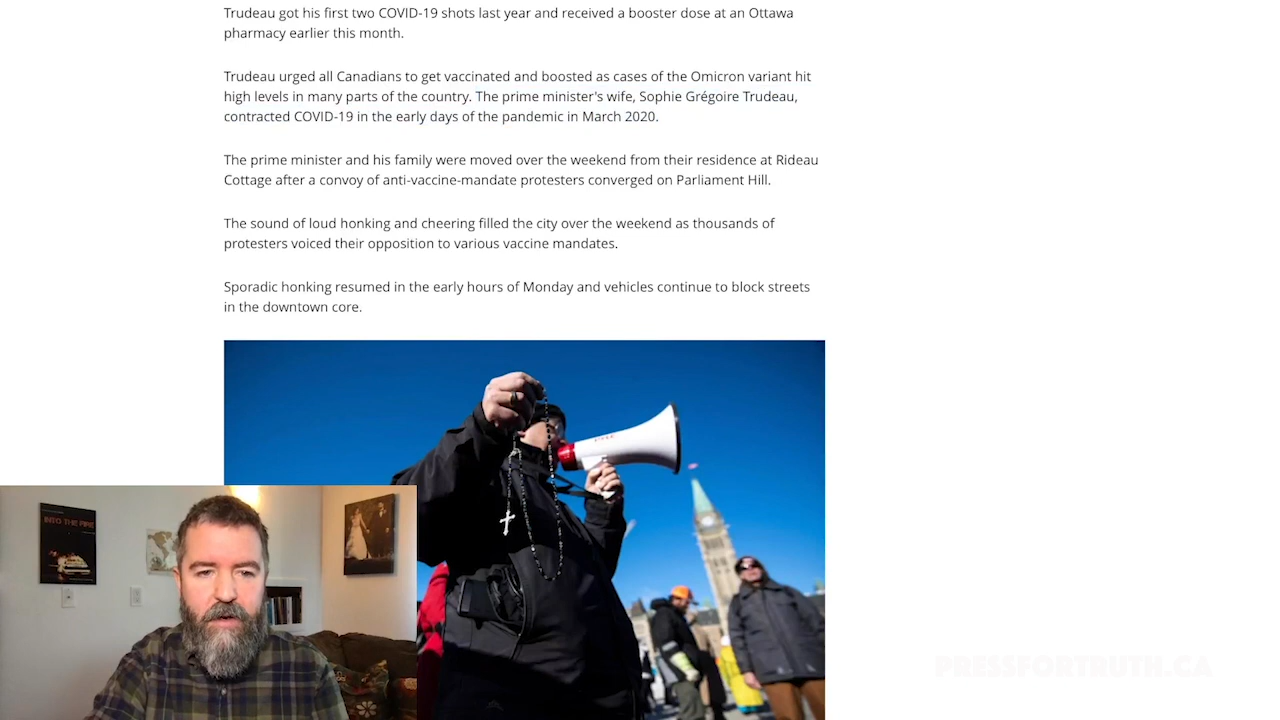 Trudeau got his first two COVID-19 shots last year and received a booster dose at an Ottawa
pharmacy earlier this month.
Trudeau urged all Canadians to get vaccinated and boosted as cases of the Omicron variant hit
high levels in many parts of the country. The prime minister's wife, Sophie Grégoire Trudeau,
contracted COVID-19 in the early days of the pandemic in March 2020.
The prime minister and his family were moved over the weekend from their residence at Rideau
Cottage after a convoy of anti-vaccine-mandate protesters converged on Parliament Hill.
The sound of loud honking and cheering filled the city over the weekend as thousands of
protesters voiced their opposition to various vaccine mandates.
Sporadic honking resumed in the early hours of Monday and vehicles continue to block streets
in the downtown core.
INTO THE FIRE
PRESSFORTRUTH.CA